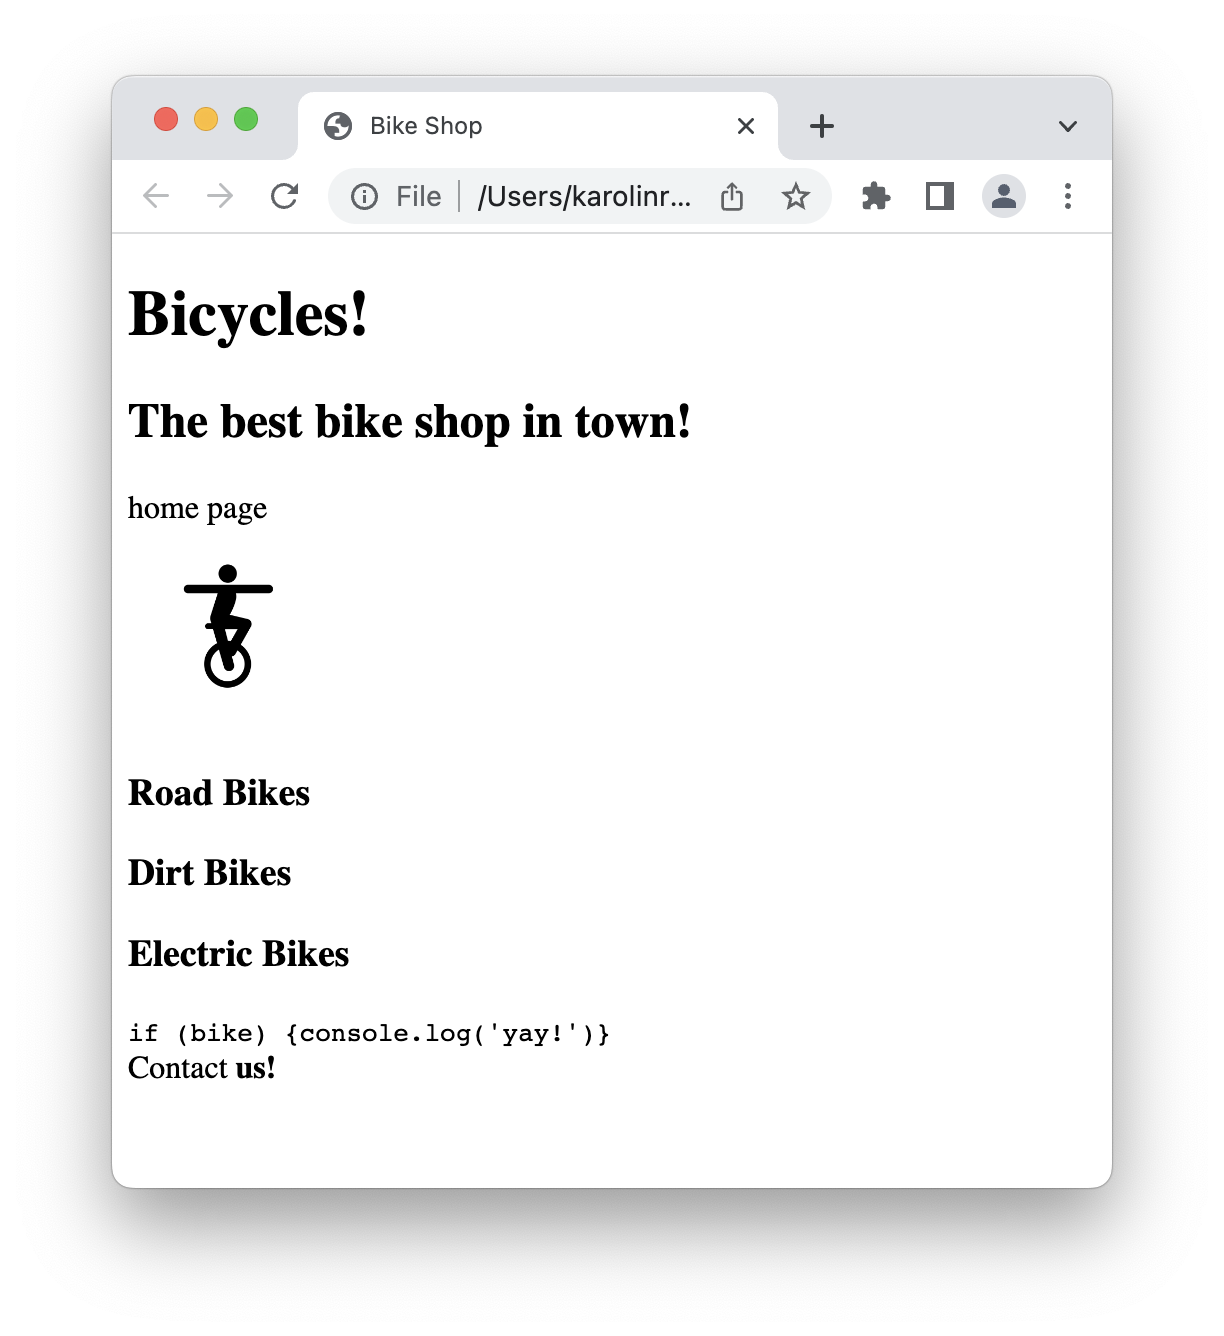 Bike Shop
File /Users/karolinr...
Bicycles!
The best bike shop in town!
home page
Road Bikes
Dirt Bikes
Electric Bikes
if (bike) {console.log('yay!')}
Contact us!